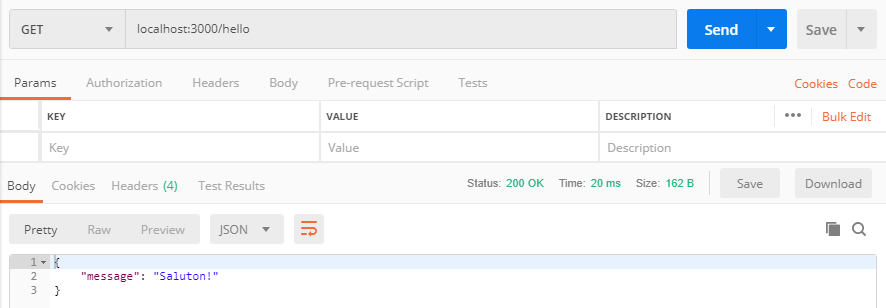 GET localhost:3000/hello Send Save
Params Authorization Headers Body Pre-request Script Tests Cookies Code
KEY VALUE DESCRIPTION ••• Bulk Edit
Key Value Description
Body Cookies Headers (4) Test Results Status: 200 OK Time: 20 ms Size: 162 B Save Download
Pretty Raw Preview JSON
1 {
2 "message": "Saluton!"
3 }